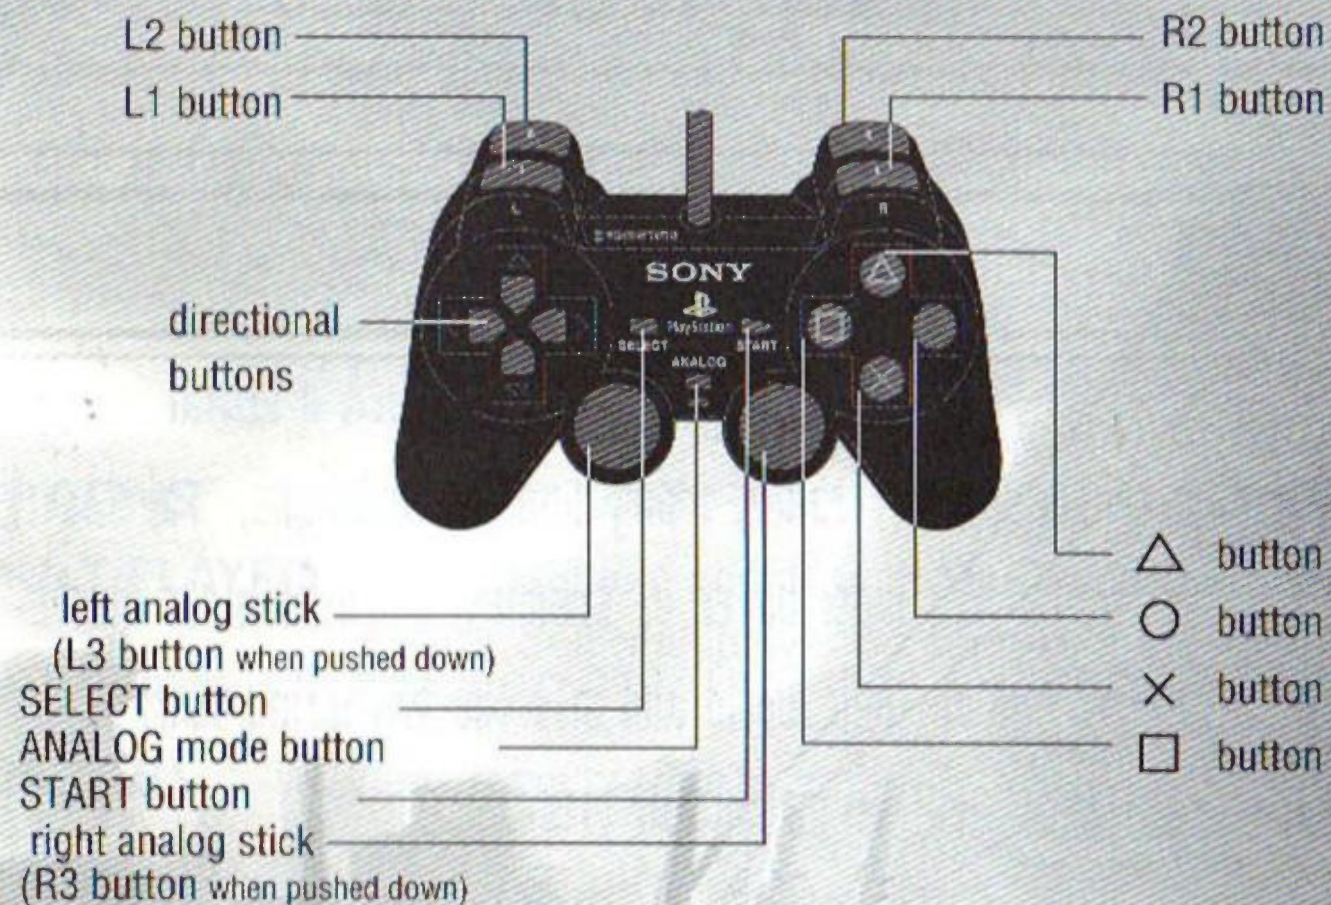 L2 button
R2 button
L1 button
R1 button
L
R
SONY
directional
buttons
PlayStation
SELECT
START
ANALOG
△ button
left analog stick
○ button
(L3 button when pushed down)
× button
SELECT button
ANALOG mode button
□ button
START button
right analog stick
(R3 button when pushed down)